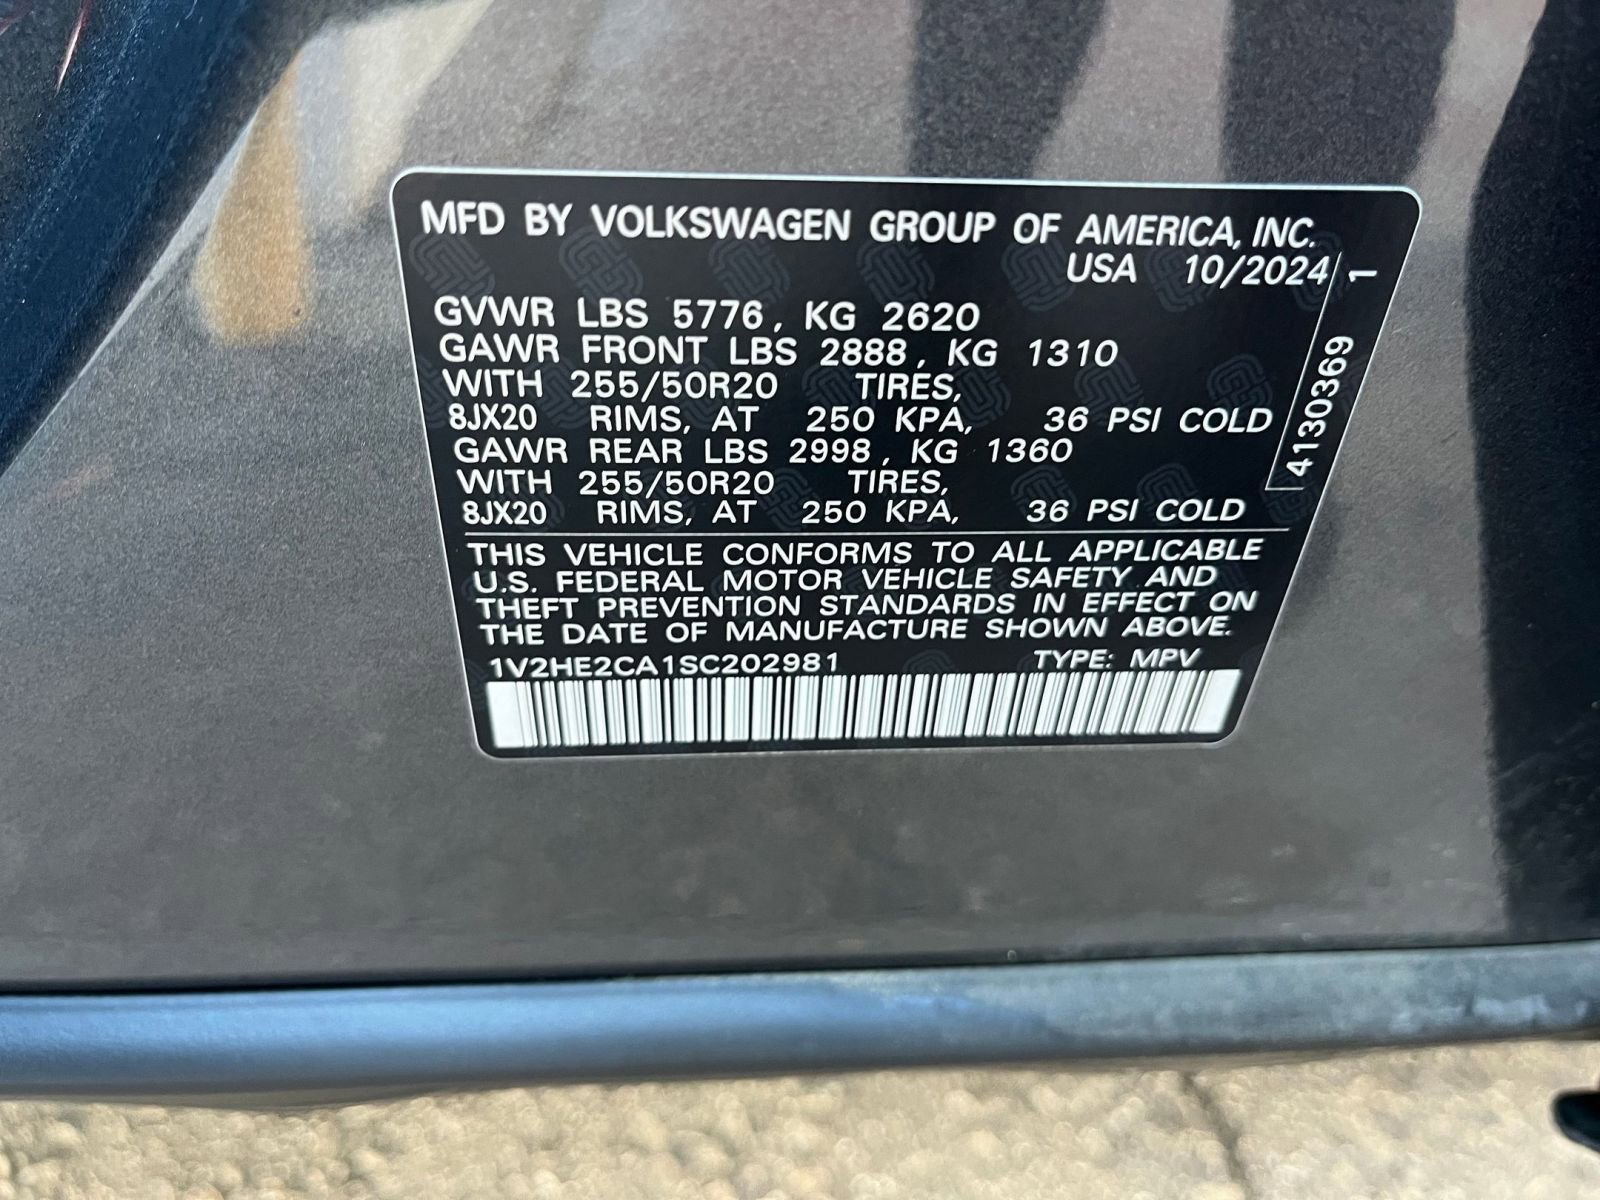 MFD BY VOLKSWAGEN GROUP OF AMERICA, INC.
USA 10/2024
GVWR LBS 5776, KG 2620
GAWR FRONT LBS 2888, KG 1310
WITH 255/50R20 TIRES,
8JX20 RIMS, AT 250 KPA, 36 PSI COLD
GAWR REAR LBS 2998, KG 1360
WITH 255/50R20 TIRES,
8JX20 RIMS, AT 250 KPA, 36 PSI COLD
4130369 1
THIS VEHICLE CONFORMS TO ALL APPLICABLE
U.S. FEDERAL MOTOR VEHICLE SAFETY AND
THEFT PREVENTION STANDARDS IN EFFECT ON
THE DATE OF MANUFACTURE SHOWN ABOVE.
1V2HE2CA1SC202981 TYPE: MPV